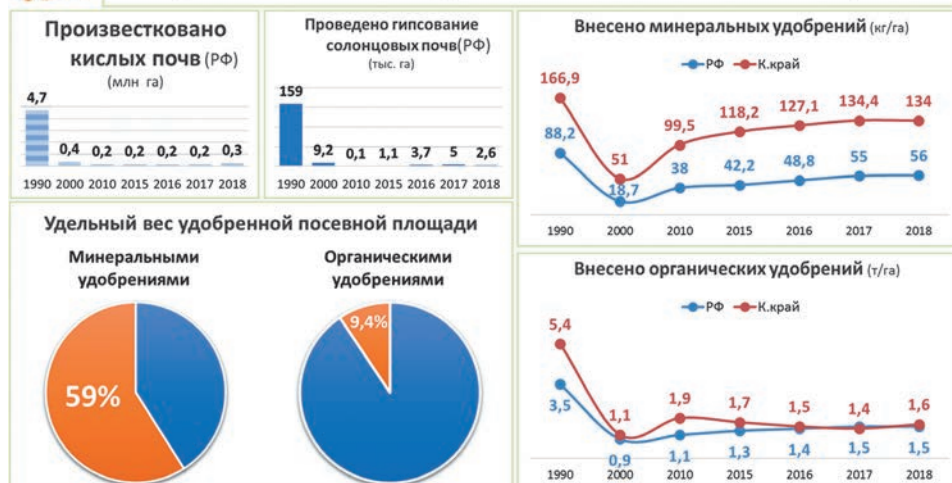 Произвестковано
кислых почв (РФ)
(млн га)
4,7
0,4 0,2 0,2 0,2 0,2 0,3
1990 2000 2010 2015 2016 2017 2018
Проведено гипсование
солонцовых почв(РФ)
(тыс. га)
159
9,2 0,1 1,1 3,7 5 2,6
1990 2000 2010 2015 2016 2017 2018
Внесено минеральных удобрений (кг/га)
РФ К.край
166,9 51 99,5 118,2 127,1 134,4 134
88,2 18,7 38 42,2 48,8 55 56
1990 2000 2010 2015 2016 2017 2018
Удельный вес удобренной посевной площади
Минеральными
удобрениями
59%
Органическими
удобрениями
9,4%
Внесено органических удобрений (т/га)
РФ К.край
5,4 1,1 1,9 1,7 1,5 1,4 1,6
3,5 0,9 1,1 1,3 1,4 1,5 1,5
1990 2000 2010 2015 2016 2017 2018